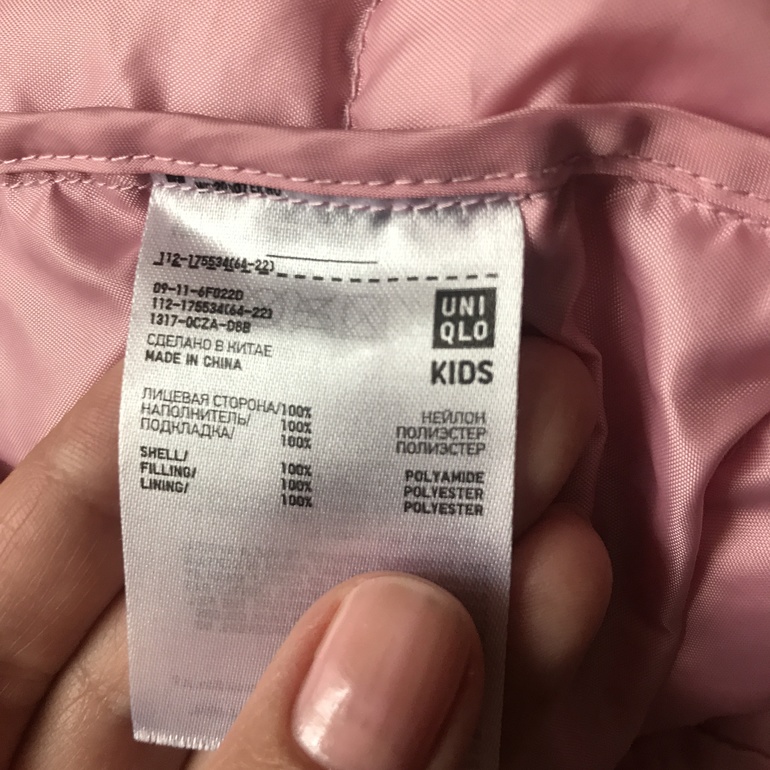 112-175534(64-22)
09-11-6F022D
112-175534(64-22)
1317-0CZA-DBB
СДЕЛАНО В КИТАЕ
MADE IN CHINA
UNI
QLO
KIDS
ЛИЦЕВАЯ СТОРОНА/100% НЕЙЛОН
НАПОЛНИТЕЛЬ/ 100% ПОЛИЭСТЕР
ПОДКЛАДКА/ 100% ПОЛИЭСТЕР
SHELL/ 100% POLYAMIDE
FILLING/ 100% POLYESTER
LINING/ 100% POLYESTER